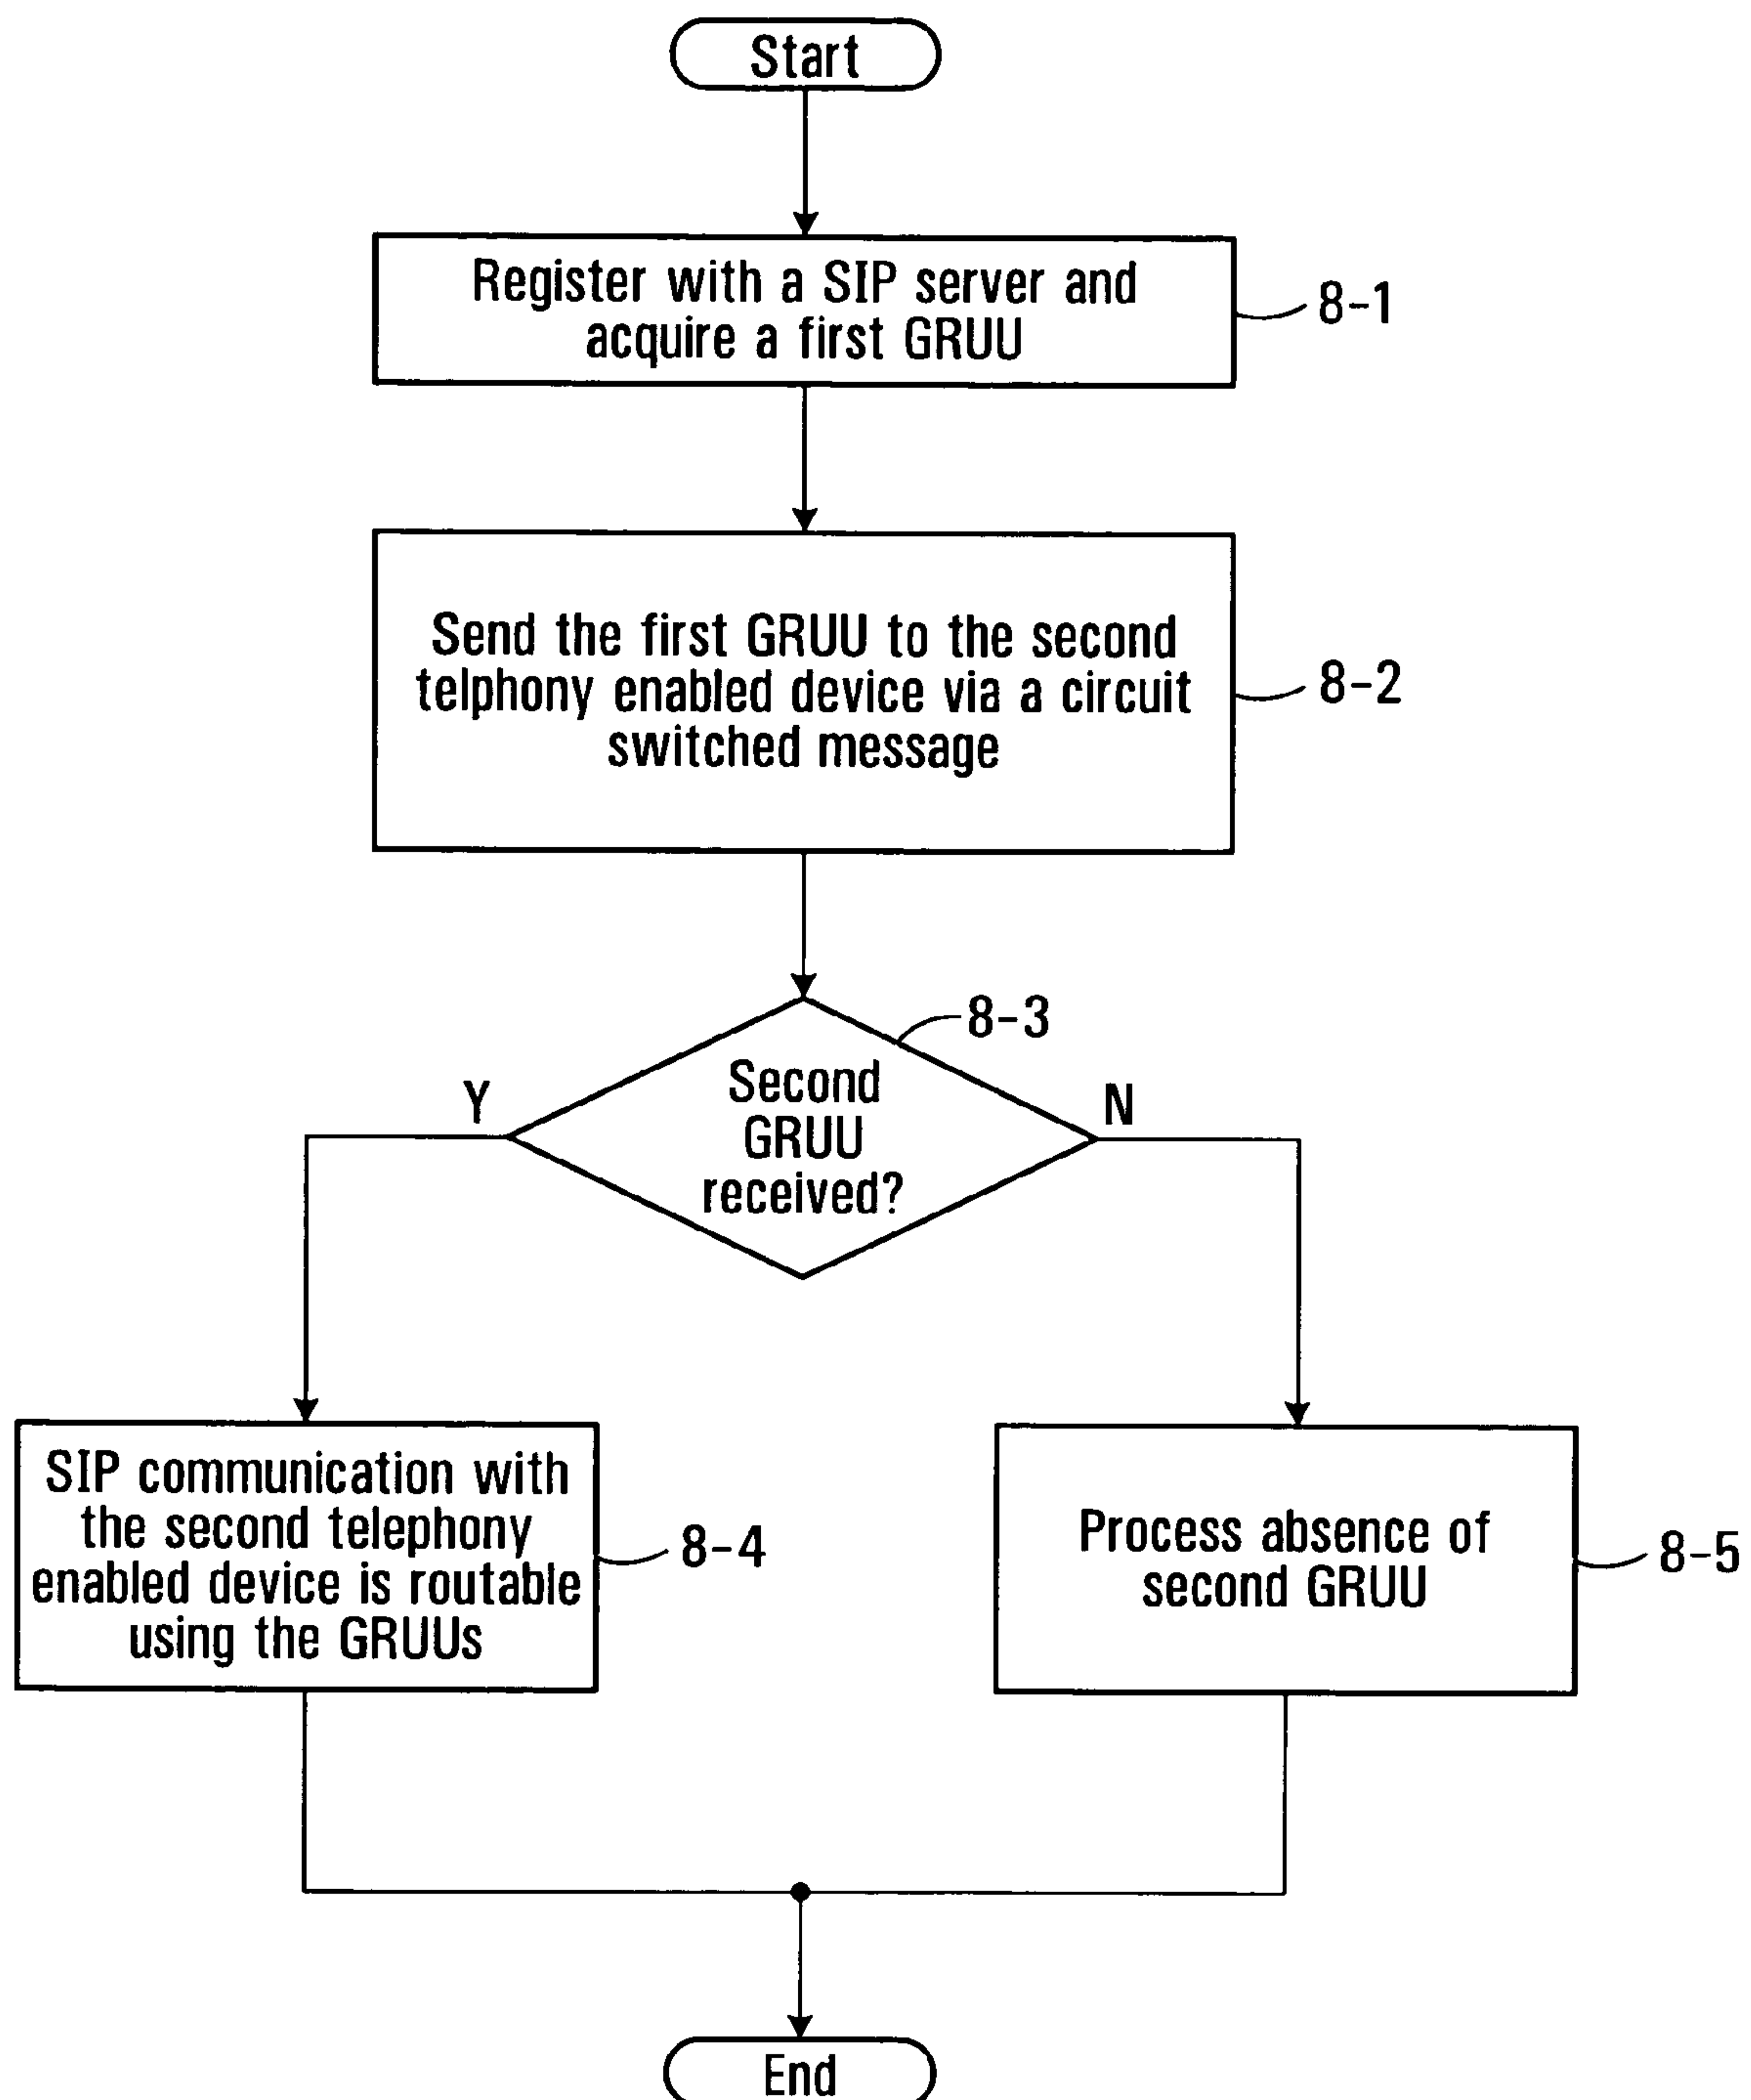 Start
Register with a SIP server and
acquire a first GRUU
8-1
Send the first GRUU to the second
telphony enabled device via a circuit
switched message
8-2
8-3
Second
GRUU
received?
Y
N
SIP communication with
the second telephony
enabled device is routable
using the GRUUs
8-4
Process absence of
second GRUU
8-5
End